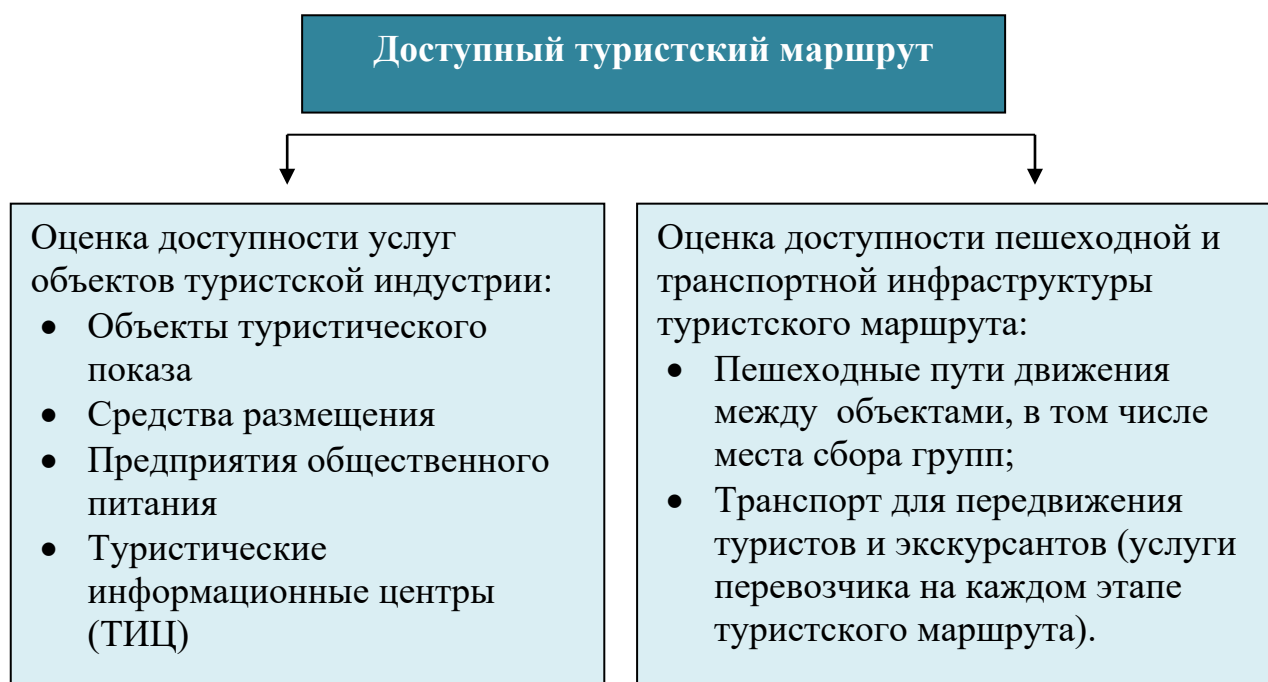 Доступный туристский маршрут
Оценка доступности услуг
объектов туристской индустрии:
• Объекты туристического
показа
• Средства размещения
• Предприятия общественного
питания
• Туристические
информационные центры
(ТИЦ)
Оценка доступности пешеходной и
транспортной инфраструктуры
туристского маршрута:
• Пешеходные пути движения
между  объектами, в том числе
места сбора групп;
• Транспорт для передвижения
туристов и экскурсантов (услуги
перевозчика на каждом этапе
туристского маршрута).